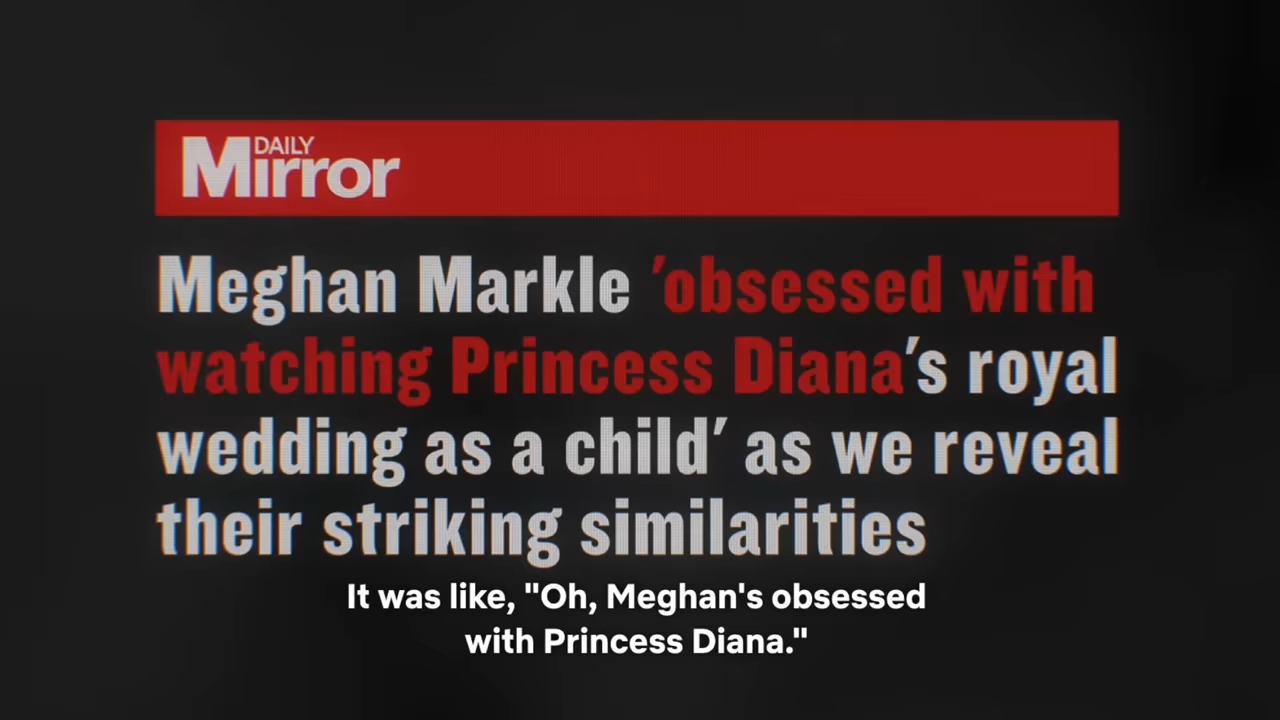 DAILY
Mirror
Meghan Markle 'obsessed with
watching Princess Diana's royal
wedding as a child' as we reveal
their striking similarities
It was like, "Oh, Meghan's obsessed
with Princess Diana."